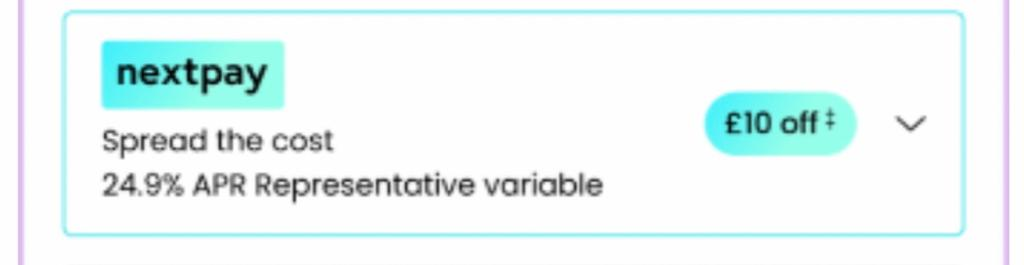 nextpay
Spread the cost
24.9% APR Representative variable
£10 off ‡